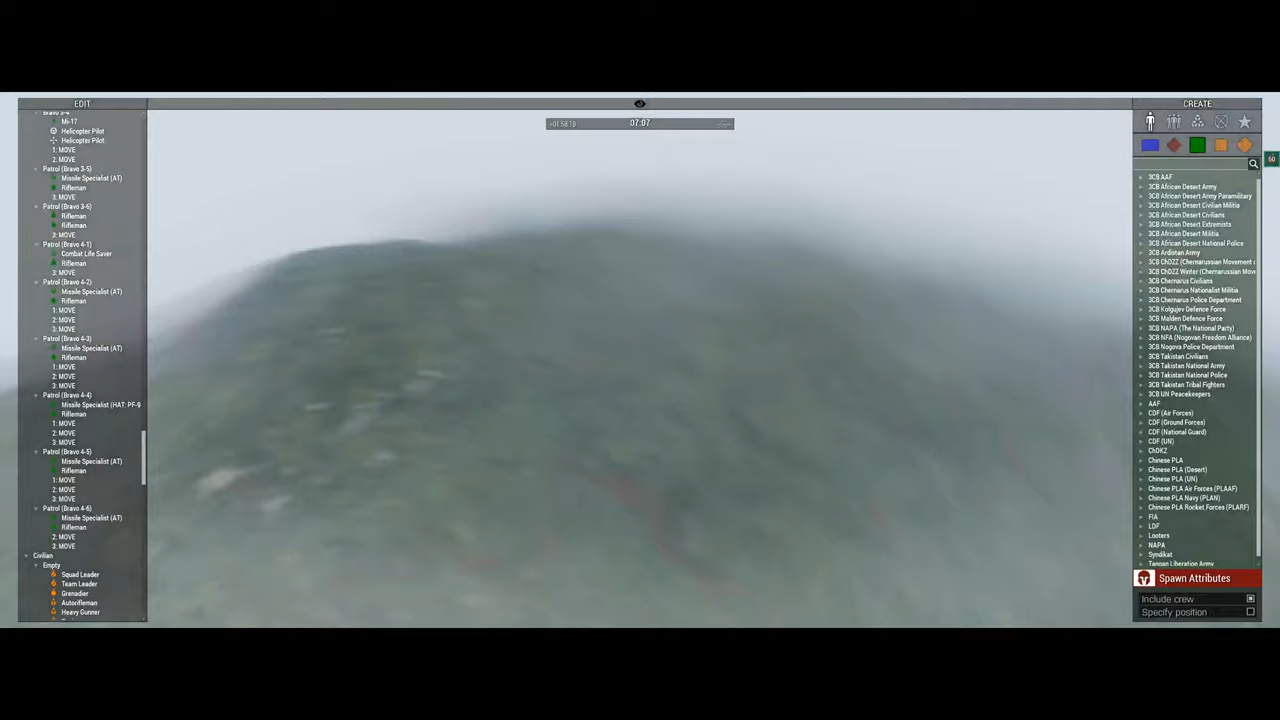 EDIT
Bravo 3-4
Mi-17
Helicopter Pilot
Helicopter Pilot
1: MOVE
2: MOVE
Patrol (Bravo 3-5)
Missile Specialist (AT)
Rifleman
3: MOVE
Patrol (Bravo 3-6)
Rifleman
Rifleman
3: MOVE
Patrol (Bravo 4-1)
Combat Life Saver
Rifleman
3: MOVE
Patrol (Bravo 4-2)
Missile Specialist (AT)
Rifleman
1: MOVE
2: MOVE
3: MOVE
Patrol (Bravo 4-3)
Missile Specialist (AT)
Rifleman
1: MOVE
2: MOVE
3: MOVE
Patrol (Bravo 4-4)
Missile Specialist (HAT: PF-9
Rifleman
1: MOVE
2: MOVE
3: MOVE
Patrol (Bravo 4-5)
Missile Specialist (AT)
Rifleman
1: MOVE
2: MOVE
3: MOVE
Patrol (Bravo 4-6)
Missile Specialist (AT)
Rifleman
2: MOVE
3: MOVE
Civilian
Empty
Squad Leader
Team Leader
Grenadier
Autorifleman
Heavy Gunner
+01:58:18
07:07
CREATE
60
3CB AAF
3CB African Desert Army
3CB African Desert Army Paramilitary
3CB African Desert Civilian Militia
3CB African Desert Civilians
3CB African Desert Extremists
3CB African Desert Militia
3CB African Desert National Police
3CB Ardistan Army
3CB ChDZZ (Chernarussian Movement o
3CB ChDZZ Winter (Chernarussian Move
3CB Chernarus Civilians
3CB Chernarus Nationalist Militia
3CB Chernarus Police Department
3CB Kolgujev Defence Force
3CB Malden Defence Force
3CB NAPA (The National Party)
3CB NFA (Nogovan Freedom Alliance)
3CB Nogova Police Department
3CB Takistan Civilians
3CB Takistan National Army
3CB Takistan National Police
3CB Takistan Tribal Fighters
3CB UN Peacekeepers
AAF
CDF (Air Forces)
CDF (Ground Forces)
CDF (National Guard)
CDF (UN)
ChDKZ
Chinese PLA
Chinese PLA (Desert)
Chinese PLA (UN)
Chinese PLA Air Forces (PLAAF)
Chinese PLA Navy (PLAN)
Chinese PLA Rocket Forces (PLARF)
FIA
LDF
Looters
NAPA
Syndikat
Tanoan Liberation Army
Spawn Attributes
Include crew
Specify position